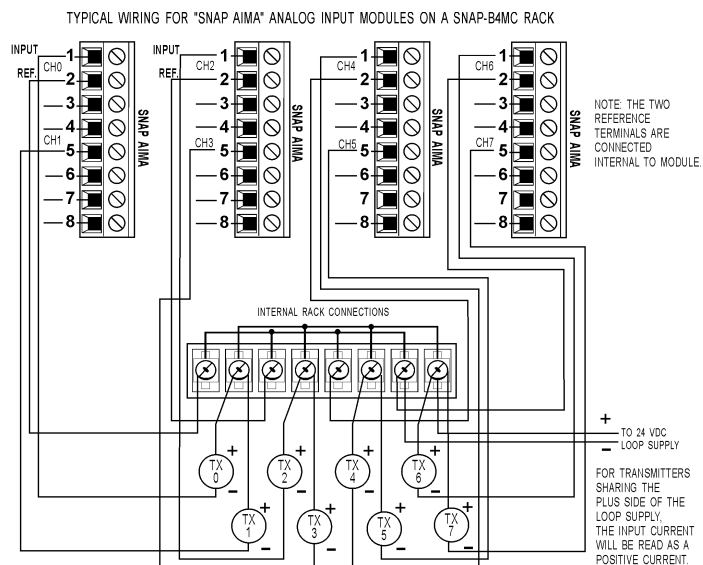 TYPICAL WIRING FOR "SNAP AIMA" ANALOG INPUT MODULES ON A SNAP-B4MC RACK
INPUT
CH0
REF.
CH1
1
2
3
4
5
6
7
8
SNAP AIMA
INPUT
CH2
REF.
CH3
1
2
3
4
5
6
7
8
SNAP AIMA
CH4
CH5
1
2
3
4
5
6
7
8
SNAP AIMA
CH6
CH7
1
2
3
4
5
6
7
8
SNAP AIMA
NOTE: THE TWO
REFERENCE
TERMINALS ARE
CONNECTED
INTERNAL TO MODULE.
INTERNAL RACK CONNECTIONS
+
TO 24 VDC
LOOP SUPPLY
−
+
TX
0
−
+
TX
2
−
+
TX
4
−
+
TX
6
−
+
TX
1
−
+
TX
3
−
+
TX
5
−
+
TX
7
−
FOR TRANSMITTERS
SHARING THE
PLUS SIDE OF THE
LOOP SUPPLY,
THE INPUT CURRENT
WILL BE READ AS A
POSITIVE CURRENT.